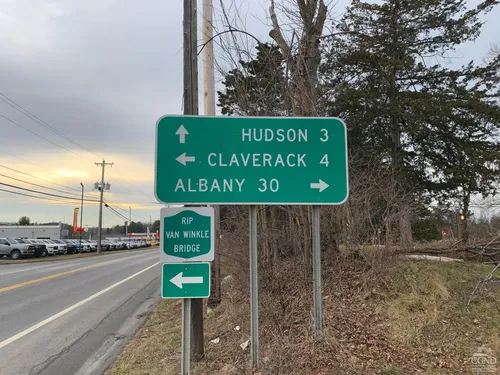 HUDSON 3
CLAVERACK 4
ALBANY 30
RIP
VAN WINKLE
BRIDGE